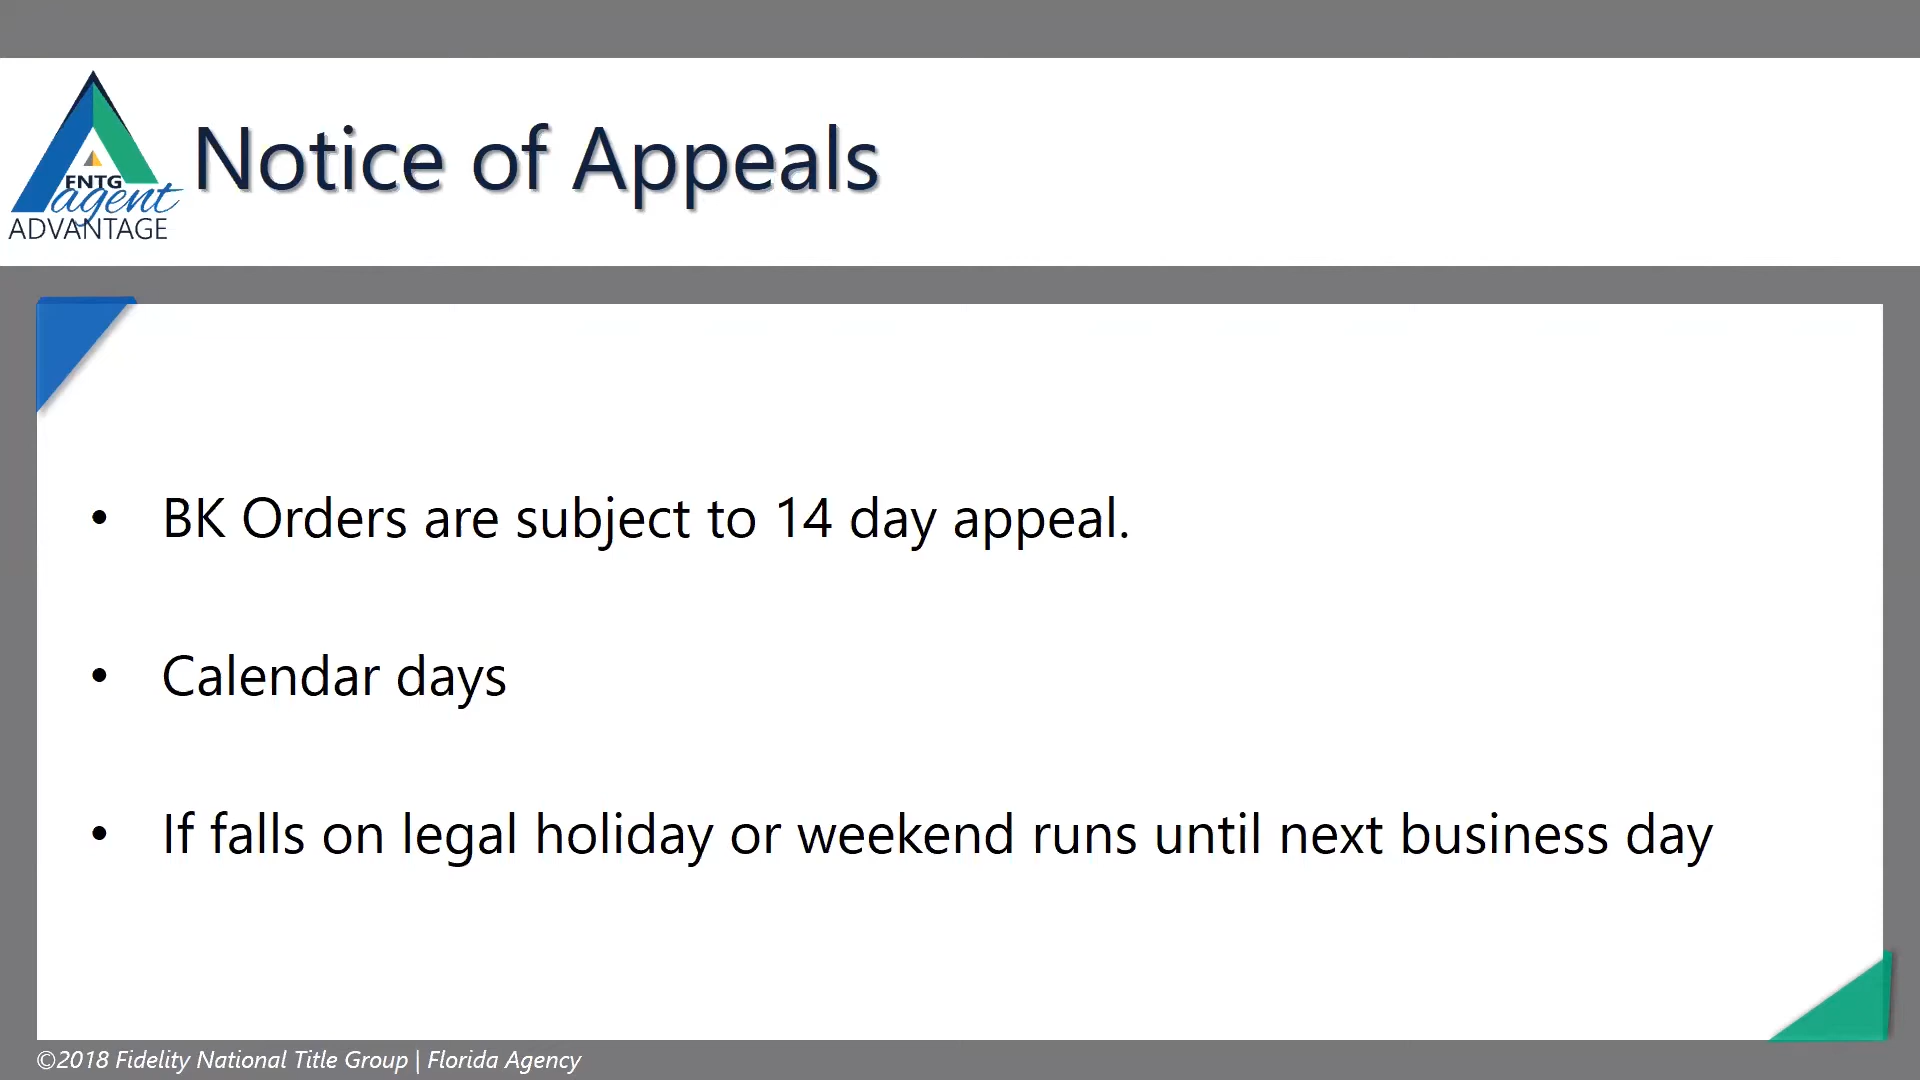 FNTG
agent
ADVANTAGE
Notice of Appeals
• BK Orders are subject to 14 day appeal.
• Calendar days
• If falls on legal holiday or weekend runs until next business day
©2018 Fidelity National Title Group | Florida Agency